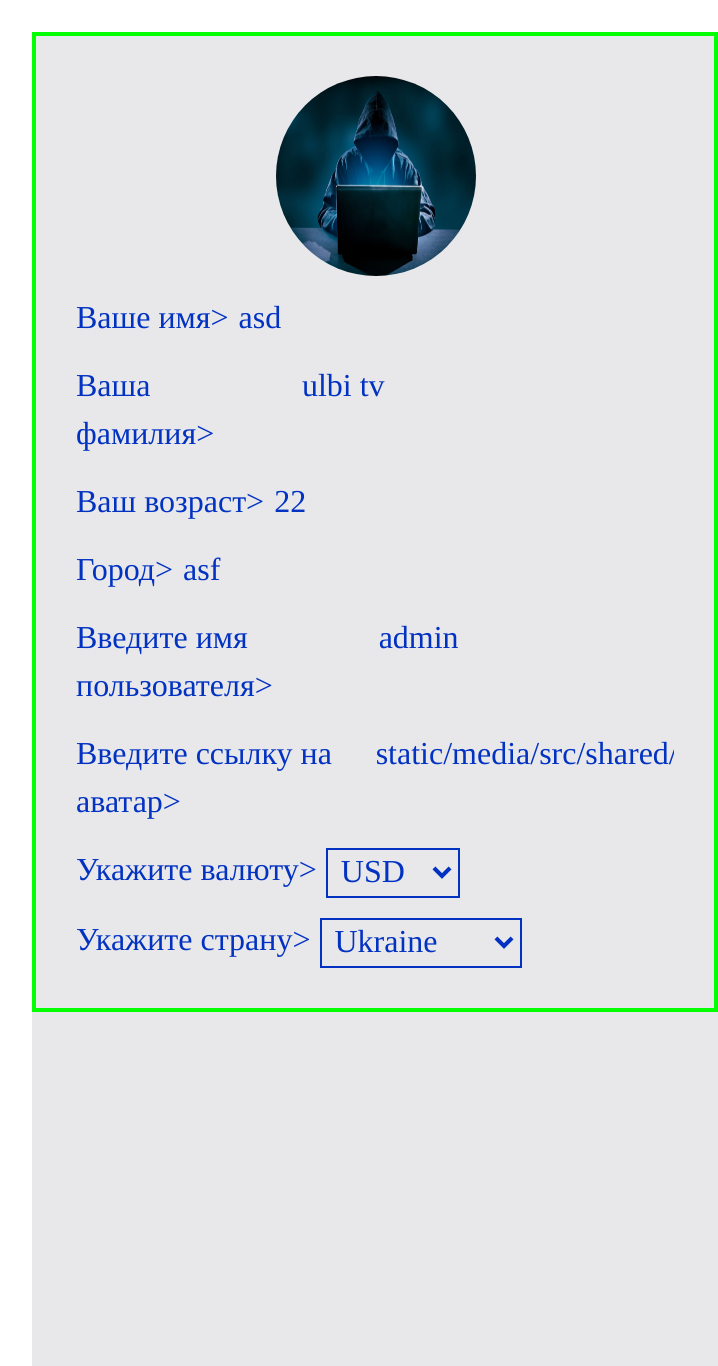 Ваше имя> asd
Ваша ulbi tv
фамилия>
Ваш возраст> 22
Город> asf
Введите имя admin
пользователя>
Введите ссылку на static/media/src/shared/
аватар>
Укажите валюту> USD
Укажите страну> Ukraine